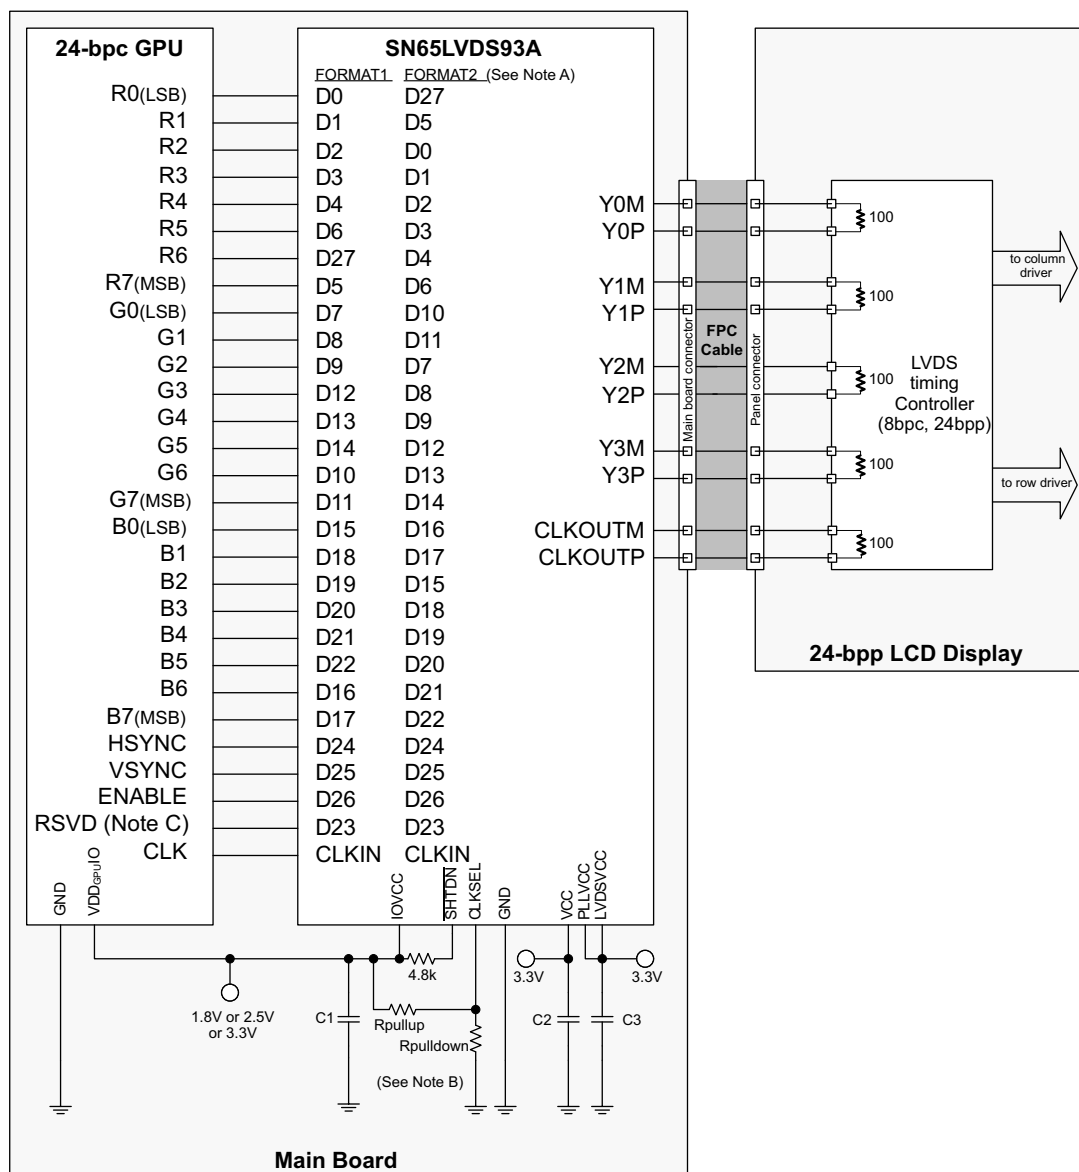 24-bpc GPU
SN65LVDS93A
FORMAT1 FORMAT2 (See Note A)
R0(LSB) D0 D27
R1 D1 D5
R2 D2 D0
R3 D3 D1
R4 D4 D2
R5 D6 D3
R6 D27 D4
R7(MSB) D5 D6
G0(LSB) D7 D10
G1 D8 D11
G2 D9 D7
G3 D12 D8
G4 D13 D9
G5 D14 D12
G6 D10 D13
G7(MSB) D11 D14
B0(LSB) D15 D16
B1 D18 D17
B2 D19 D15
B3 D20 D18
B4 D21 D19
B5 D22 D20
B6 D16 D21
B7(MSB) D17 D22
HSYNC D24 D24
VSYNC D25 D25
ENABLE D26 D26
RSVD (Note C) D23 D23
CLK CLKIN CLKIN
GND
VDDGPUIO
IOVCC
SHTDN
CLKSEL
GND
VCC
PLLVCC
LVDSVCC
Y0M
Y0P
Y1M
Y1P
Y2M
Y2P
Y3M
Y3P
CLKOUTM
CLKOUTP
Main board connector
FPC
Cable
Panel connector
100
100
100
100
100
LVDS
timing
Controller
(8bpc, 24bpp)
to column
driver
to row driver
24-bpp LCD Display
1.8V or 2.5V
or 3.3V
C1
4.8k
Rpullup
Rpulldown
(See Note B)
3.3V
3.3V
C2
C3
Main Board